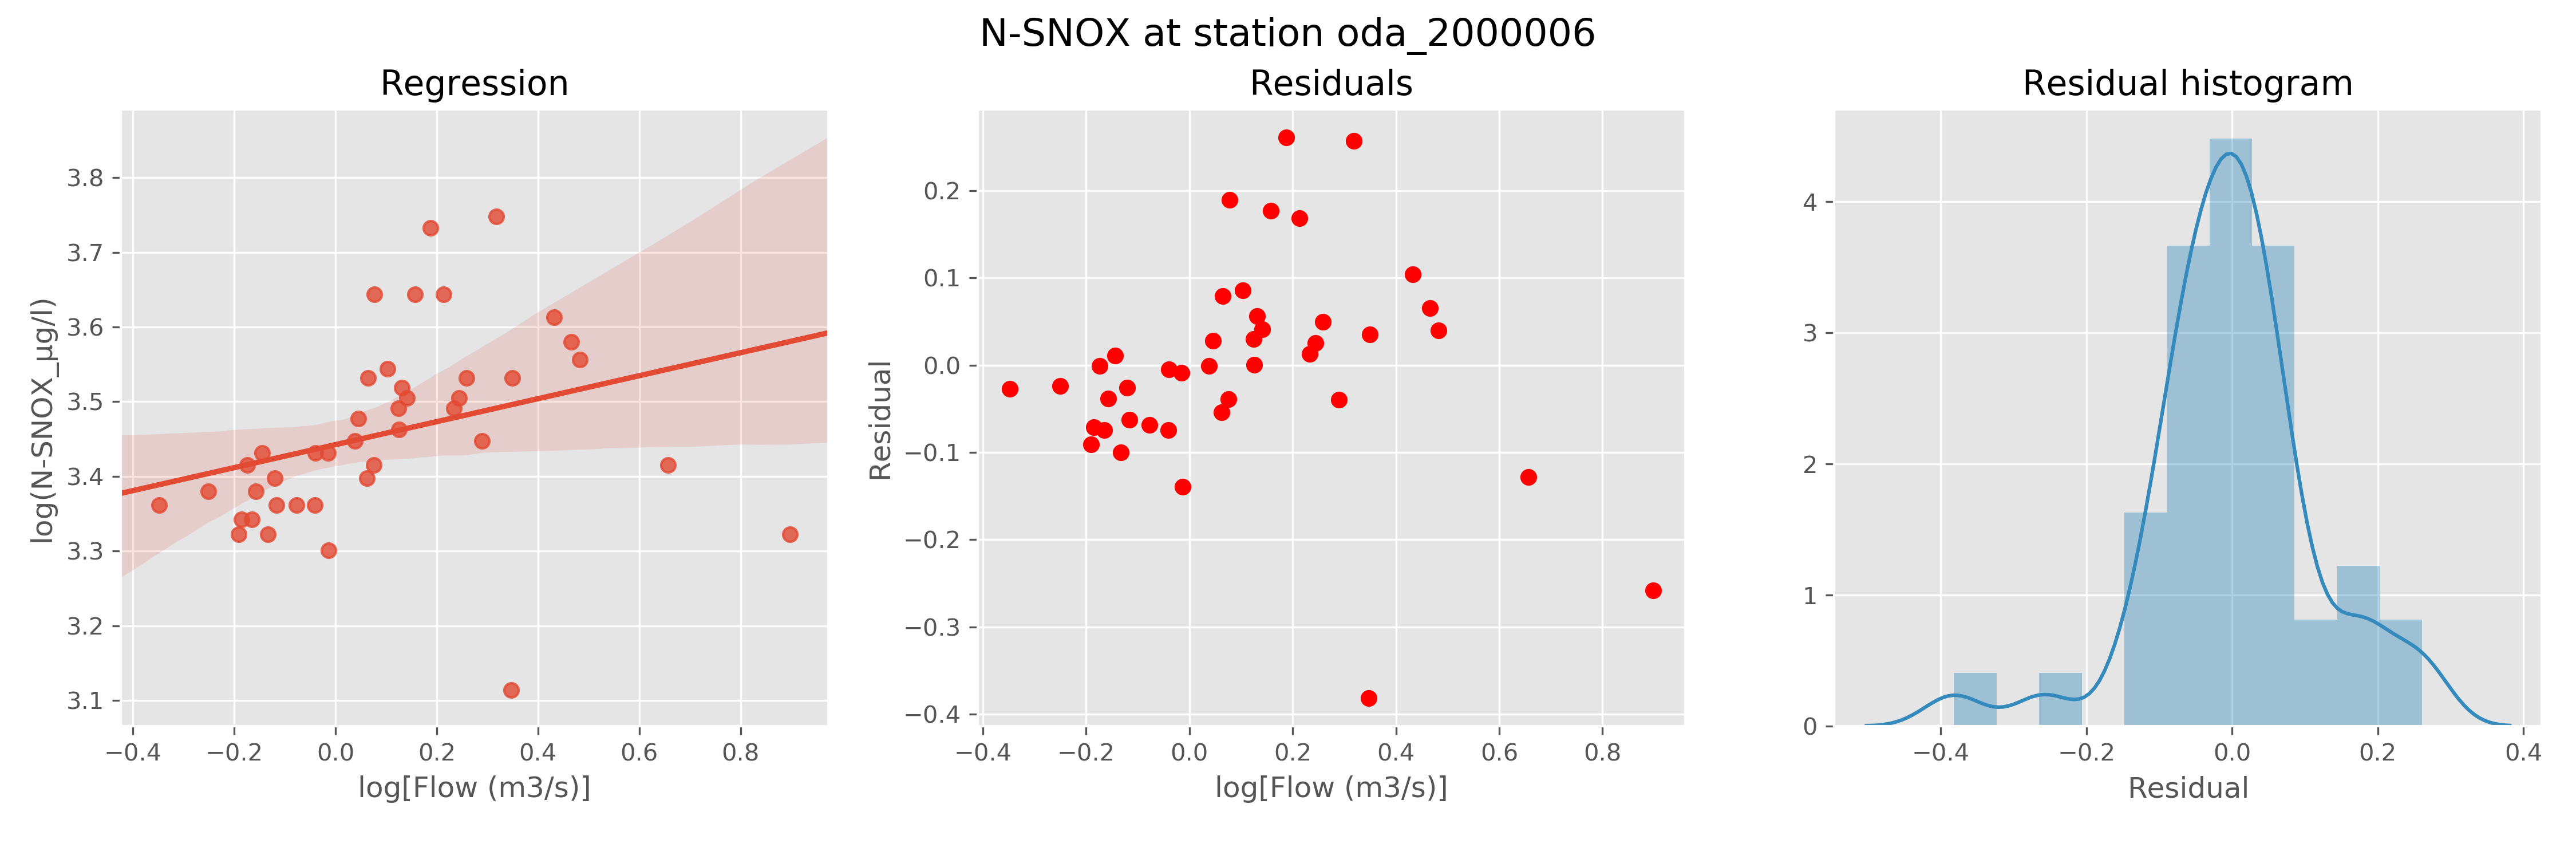 N-SNOX at station oda_2000006
Regression
3.8
3.7
3.6
3.5
3.4
3.3
3.2
3.1
log(N-SNOX_µg/l)
−0.4 −0.2 0.0 0.2 0.4 0.6 0.8
log[Flow (m3/s)]
Residuals
0.2
0.1
0.0
−0.1
−0.2
−0.3
−0.4
Residual
−0.4 −0.2 0.0 0.2 0.4 0.6 0.8
log[Flow (m3/s)]
Residual histogram
4
3
2
1
0
−0.4 −0.2 0.0 0.2 0.4
Residual